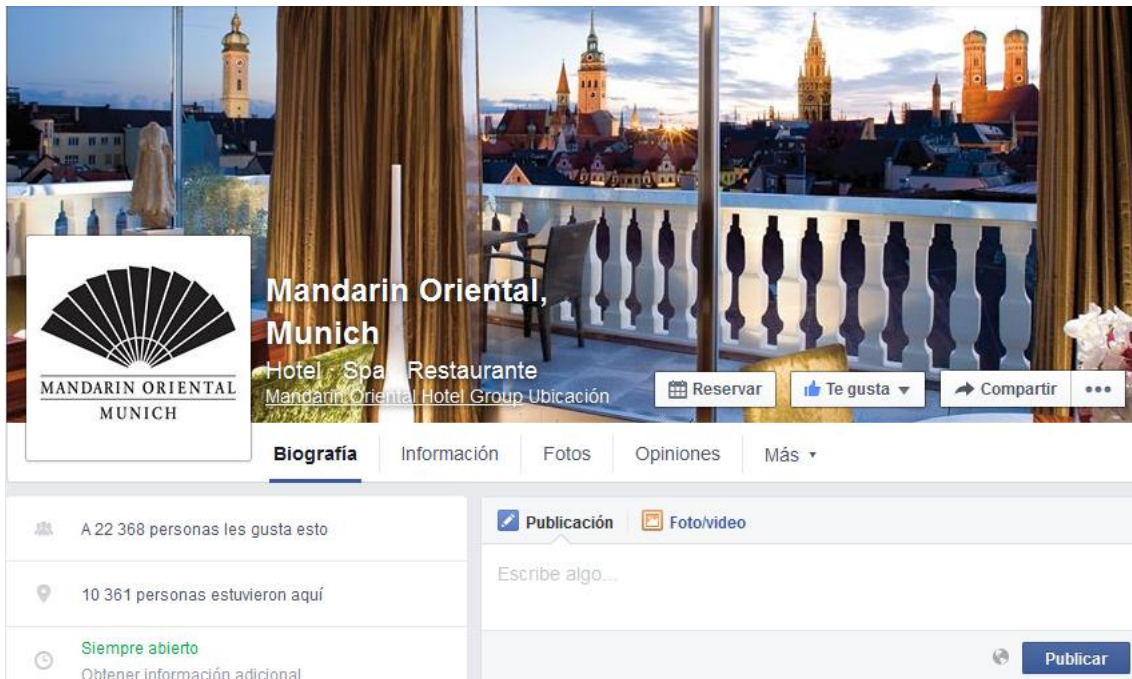 MANDARIN ORIENTAL
MUNICH
Mandarin Oriental,
Munich
Hotel · Spa · Restaurante
Mandarin Oriental Hotel Group Ubicación
Reservar
Te gusta
Compartir
Biografía
Información
Fotos
Opiniones
Más
A 22 368 personas les gusta esto
10 361 personas estuvieron aquí
Siempre abierto
Obtener información adicional
Publicación
Foto/video
Escribe algo...
Publicar